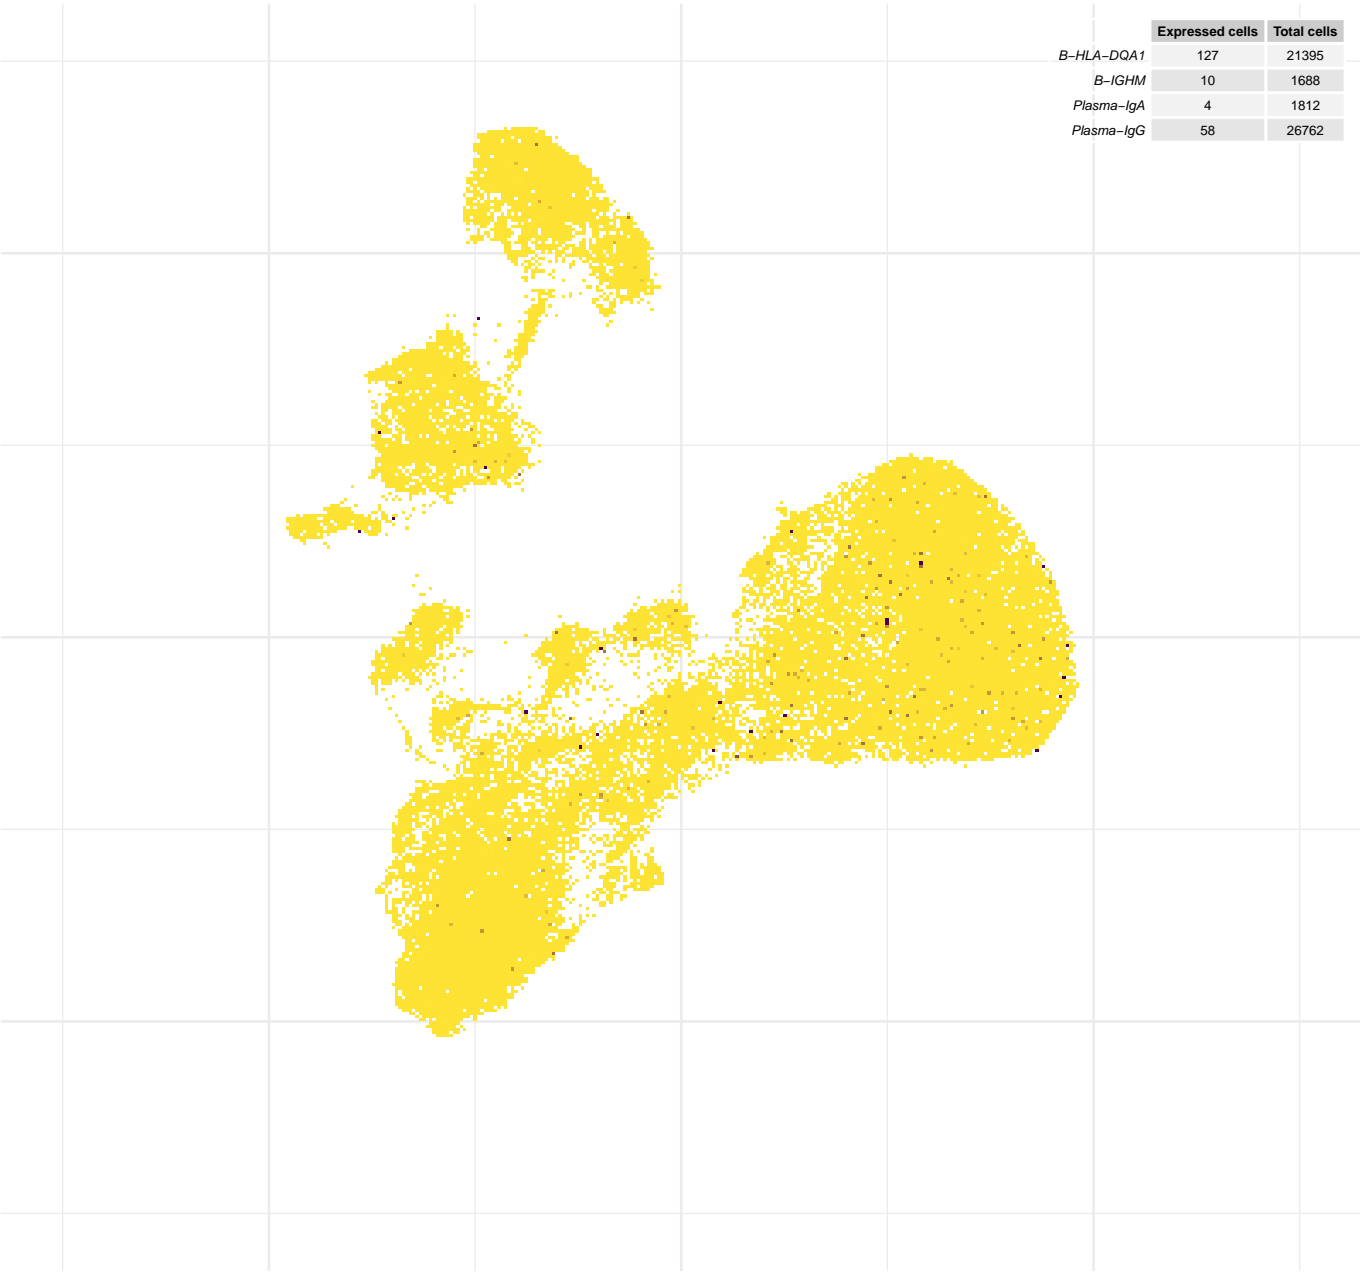 Expressed cells Total cells
B−HLA−DQA1 127 21395
B−IGHM 10 1688
Plasma−IgA 4 1812
Plasma−IgG 58 26762